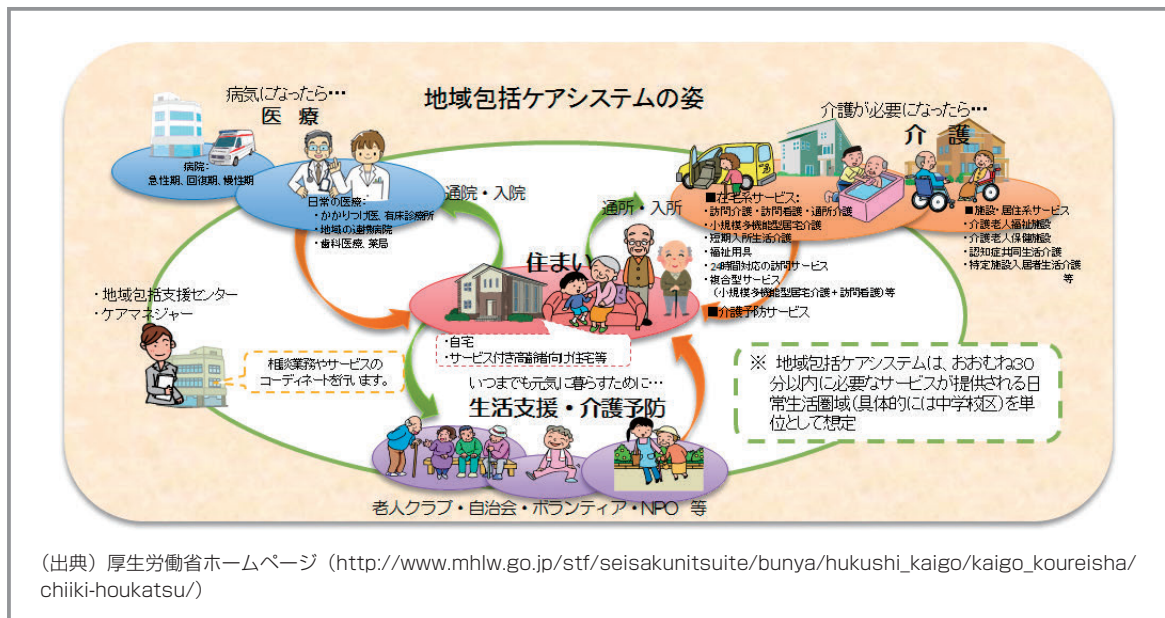 地域包括ケアシステムの姿
病気になったら…
医 療
病院:
急性期、回復期、慢性期
日常の医療:
・かかりつけ医、有床診療所
・地域の連携病院
・歯科医療、薬局
通院・入院
通所・入所
介護が必要になったら…
介 護
■在宅系サービス:
・訪問介護・訪問看護・通所介護
・小規模多機能型居宅介護
・短期入所生活介護
・福祉用具
・24時間対応の訪問サービス
・複合型サービス
(小規模多機能型居宅介護+訪問看護)等
■介護予防サービス
■施設・居住系サービス
・介護老人福祉施設
・介護老人保健施設
・認知症共同生活介護
・特定施設入居者生活介護
等
住まい
・自宅
・サービス付き高齢者向け住宅等
・地域包括支援センター
・ケアマネジャー
相談業務やサービスの
コーディネートを行います。
いつまでも元気に暮らすために…
生活支援・介護予防
老人クラブ・自治会・ボランティア・NPO 等
※ 地域包括ケアシステムは、おおむね30
分以内に必要なサービスが提供される日
常生活圏域(具体的には中学校区)を単
位として想定
(出典)厚生労働省ホームページ(http://www.mhlw.go.jp/stf/seisakunitsuite/bunya/hukushi_kaigo/kaigo_koureisha/
chiiki-houkatsu/)